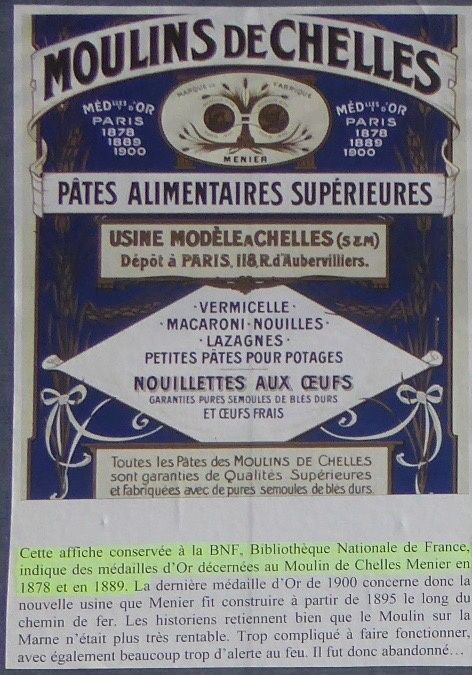 MOULINS DE CHELLES
MARQUE DE FABRIQUE
MÉD^LLES D'OR
PARIS
1878
1889
1900
MENIER
MÉD^LLES D'OR
PARIS
1878
1889
1900
PÂTES ALIMENTAIRES SUPÉRIEURES
USINE MODÈLE A CHELLES (S.&M.)
Dépôt à PARIS, 118, R. d'Aubervilliers.
·VERMICELLE·
·MACARONI·NOUILLES·
·LAZAGNES·
PETITES PÂTES POUR POTAGES
NOUILLETTES AUX ŒUFS
GARANTIES PURES SEMOULES DE BLÉS DURS
ET ŒUFS FRAIS
Toutes les Pâtes des MOULINS DE CHELLES
sont garanties de Qualités Supérieures
et fabriquées avec de pures semoules de blés durs.
Cette affiche conservée à la BNF, Bibliothèque Nationale de France,
indique des médailles d'Or décernées au Moulin de Chelles Menier en
1878 et en 1889. La dernière médaille d'Or de 1900 concerne donc la
nouvelle usine que Menier fit construire à partir de 1895 le long du
chemin de fer. Les historiens retiennent bien que le Moulin sur la
Marne n'était plus très rentable. Trop compliqué à faire fonctionner,
avec également beaucoup trop d'alerte au feu. Il fut donc abandonné…